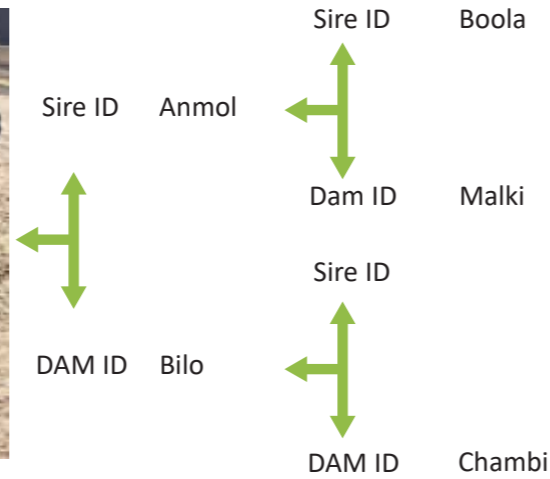 Sire ID Boola
Sire ID Anmol
Dam ID Malki
Sire ID
DAM ID Bilo
DAM ID Chambi